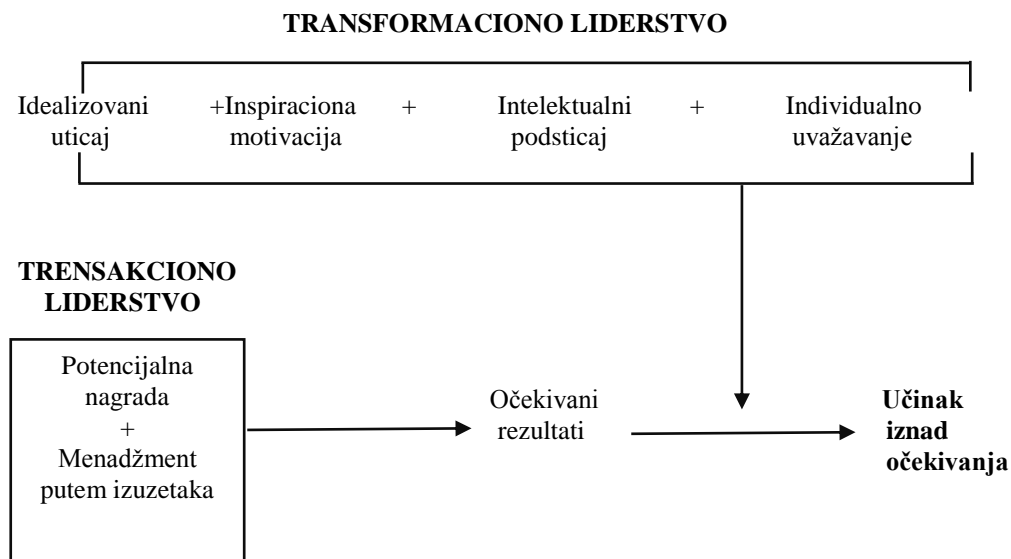 TRANSFORMACIONO LIDERSTVO
Idealizovani +Inspiraciona + Intelektualni + Individualno
uticaj motivacija podsticaj uvažavanje
TRENSAKCIONO
LIDERSTVO
Potencijalna
nagrada
+
Menadžment
putem izuzetaka
Očekivani
rezultati
Učinak
iznad
očekivanja